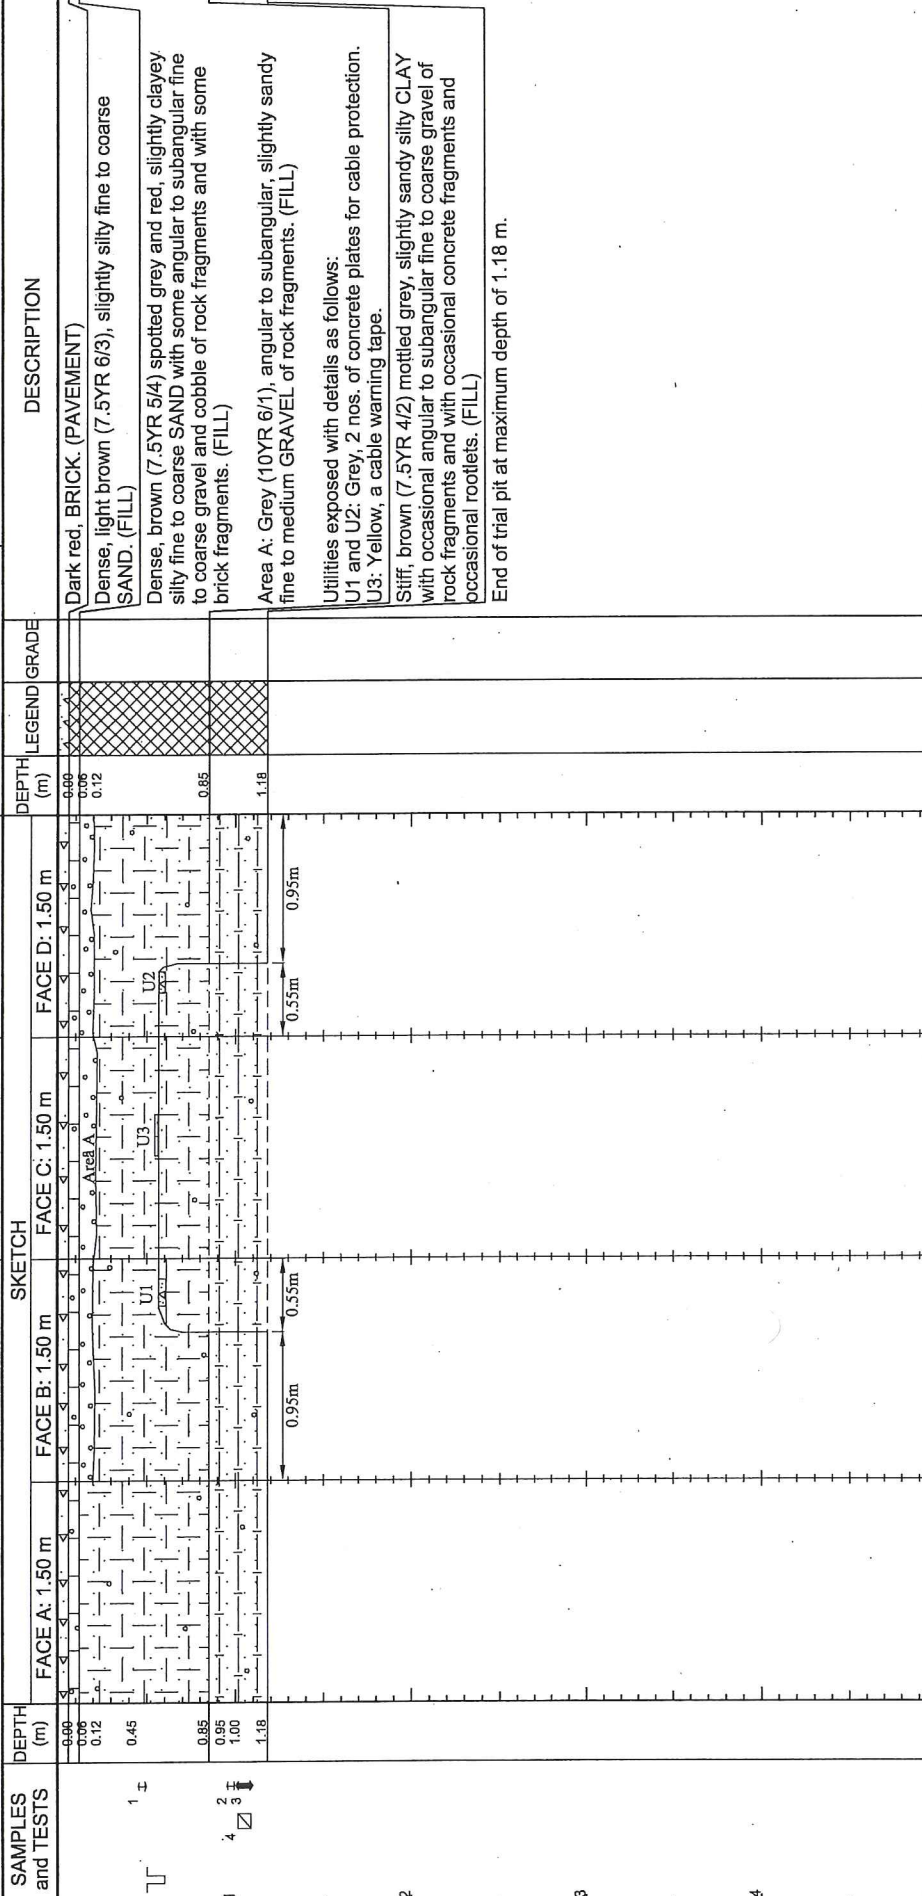 SAMPLES
and TESTS
DEPTH
(m)
SKETCH
FACE A: 1.50 m
FACE B: 1.50 m
FACE C: 1.50 m
FACE D: 1.50 m
DEPTH
(m)
LEGEND
GRADE
DESCRIPTION
0.00
0.06
0.12
0.45
0.85
0.95
1.00
1.18
1
2
3
4
1
2
3
4
Area A
U1
U3
U2
0.95m
0.55m
0.55m
0.95m
0.00
0.06
0.12
0.85
1.18
Dark red, BRICK. (PAVEMENT)
Dense, light brown (7.5YR 6/3), slightly silty fine to coarse
SAND. (FILL)
Dense, brown (7.5YR 5/4) spotted grey and red, slightly clayey
silty fine to coarse SAND with some angular to subangular fine
to coarse gravel and cobble of rock fragments and with some
brick fragments. (FILL)
Area A: Grey (10YR 6/1), angular to subangular, slightly sandy
fine to medium GRAVEL of rock fragments. (FILL)
Utilities exposed with details as follows:
U1 and U2: Grey, 2 nos. of concrete plates for cable protection.
U3: Yellow, a cable warning tape.
Stiff, brown (7.5YR 4/2) mottled grey, slightly sandy silty CLAY
with occasional angular to subangular fine to coarse gravel of
rock fragments and with occasional concrete fragments and
occasional rootlets. (FILL)
End of trial pit at maximum depth of 1.18 m.